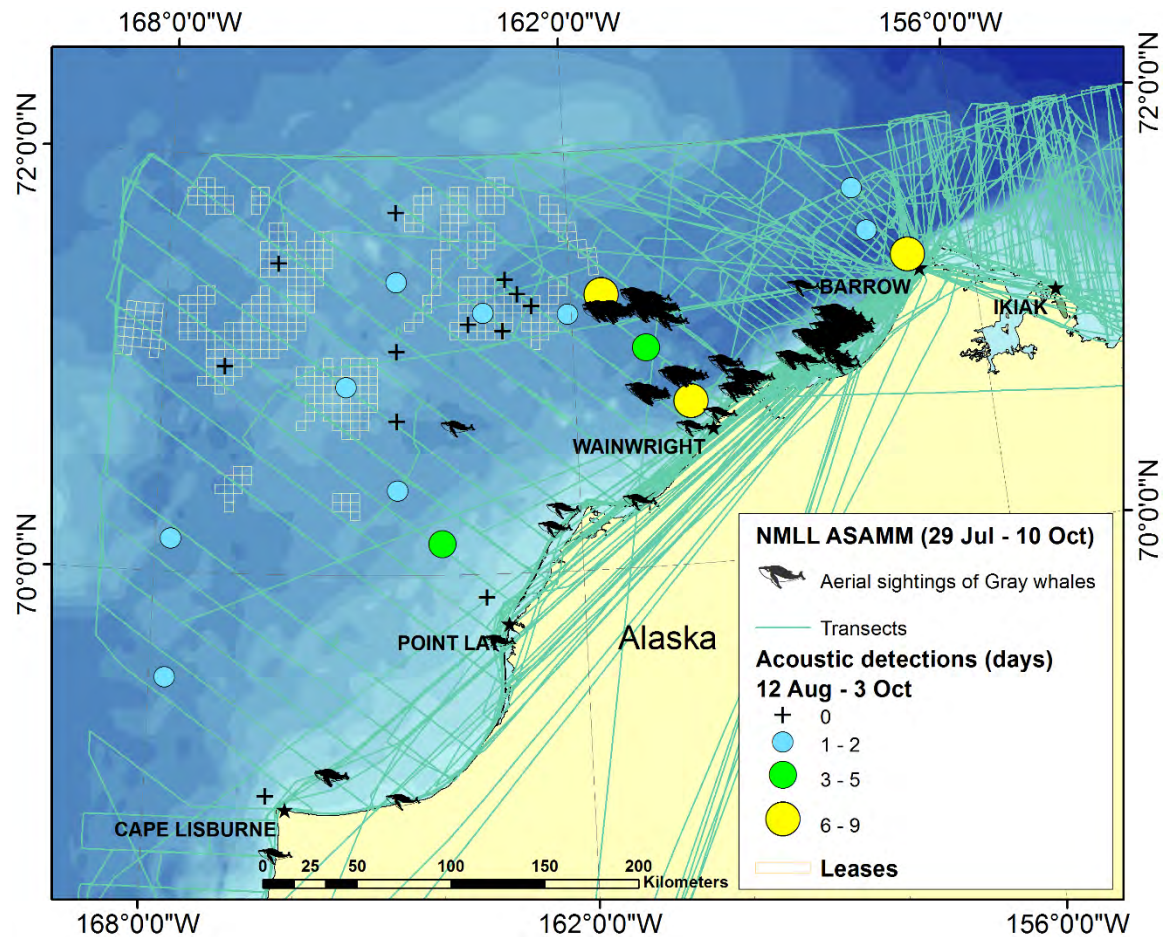 168°0'0"W 162°0'0"W 156°0'0"W
72°0'0"N
72°0'0"N
BARROW
IKIAK
WAINWRIGHT
70°0'0"N
70°0'0"N
POINT LA
Alaska
CAPE LISBURNE
0 25 50 100 150 200
Kilometers
NMLL ASAMM (29 Jul - 10 Oct)
Aerial sightings of Gray whales
Transects
Acoustic detections (days)
12 Aug - 3 Oct
0
1 - 2
3 - 5
6 - 9
Leases
168°0'0"W 162°0'0"W 156°0'0"W